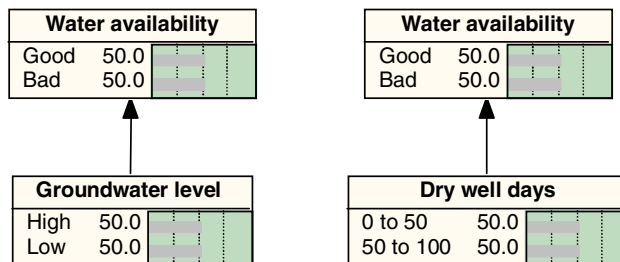 Water availability
Good 50.0
Bad 50.0
Groundwater level
High 50.0
Low 50.0
Water availability
Good 50.0
Bad 50.0
Dry well days
0 to 50 50.0
50 to 100 50.0